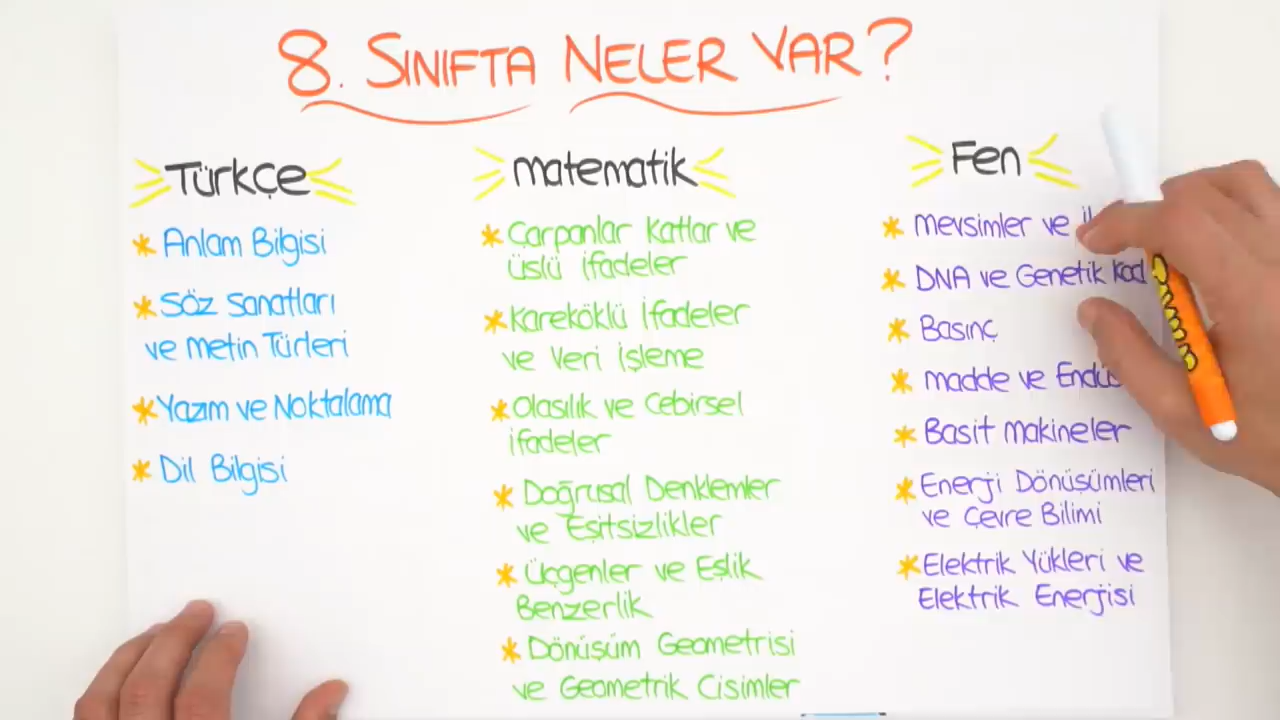 8. SINIFTA NELER VAR?
Türkçe
* Anlam Bilgisi
* Söz Sanatları
ve Metin Türleri
* Yazım ve Noktalama
* Dil Bilgisi
Matematik
* Çarpanlar Katlar ve
Üslü İfadeler
* Kareköklü İfadeler
ve Veri İşleme
* Olasılık ve Cebirsel
İfadeler
* Doğrusal Denklemler
ve Eşitsizlikler
* Üçgenler ve Eşlik
Benzerlik
* Dönüşüm Geometrisi
ve Geometrik Cisimler
Fen
* Mevsimler ve
* DNA ve Genetik Kod
* Basınç
* Madde ve
* Basit Makineler
* Enerji Dönüşümleri
ve Çevre Bilimi
* Elektrik Yükleri ve
Elektrik Enerjisi